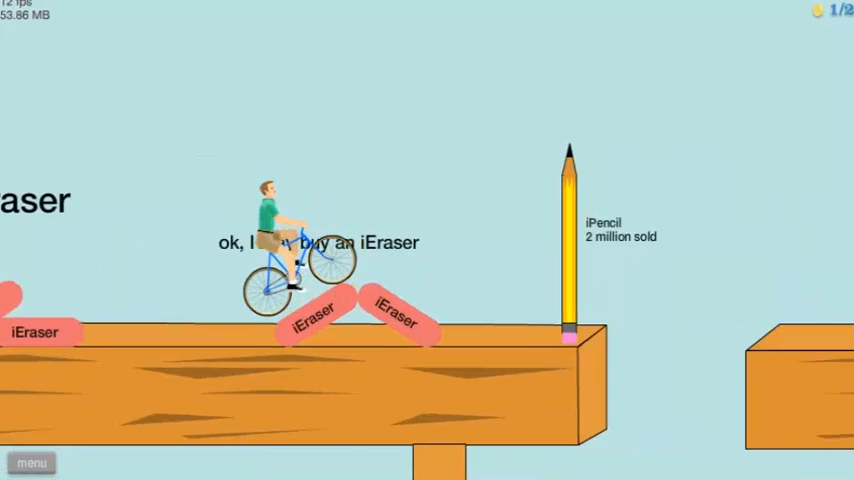 12 fps
53.86 MB
1/2
raser
ok, I buy an iEraser
iPencil
2 million sold
iEraser
iEraser
iEraser
menu